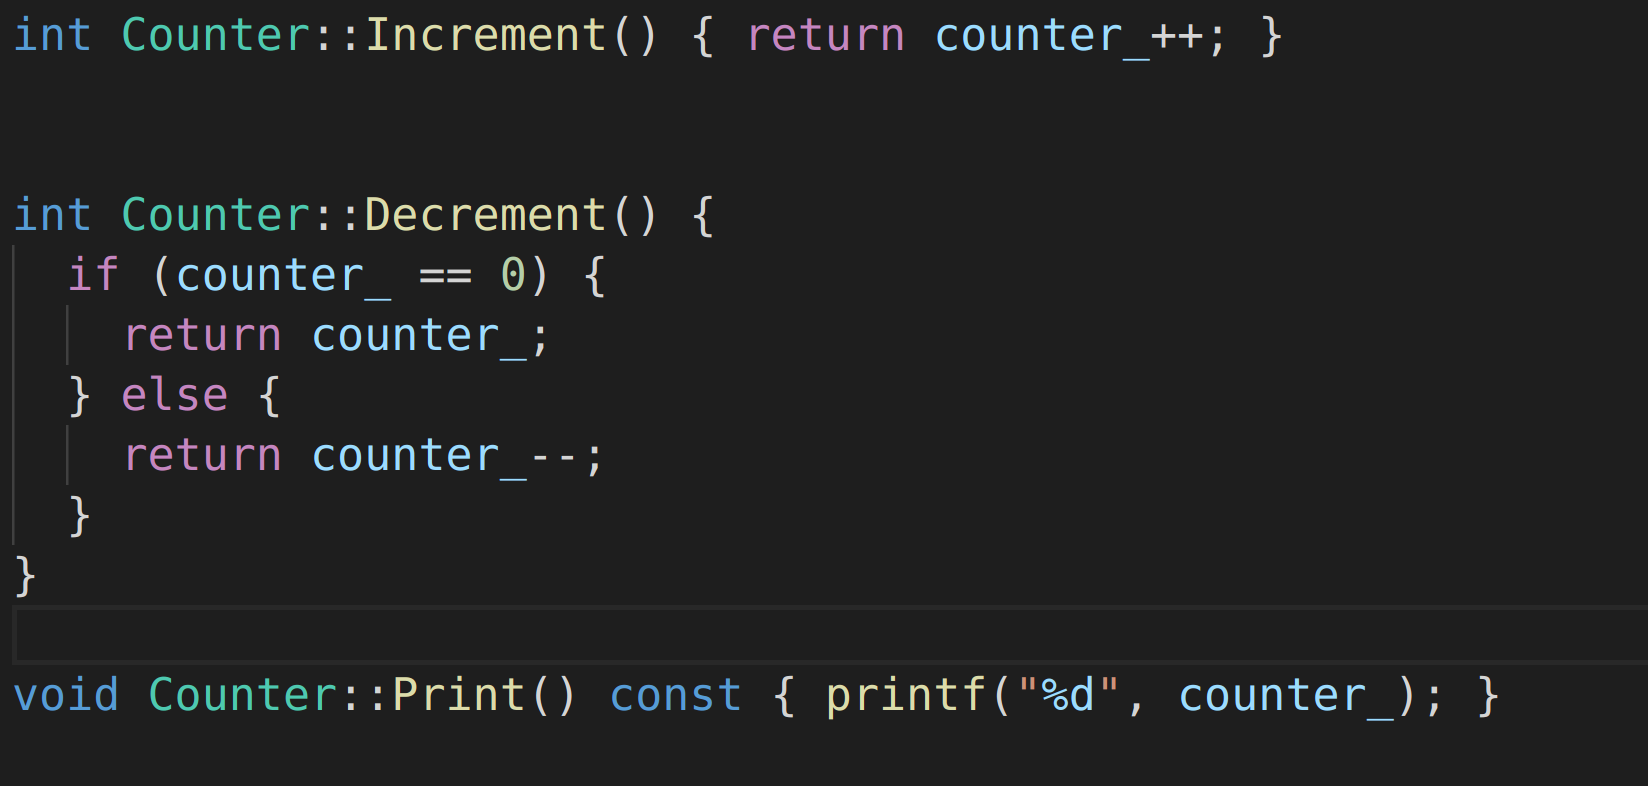 int Counter::Increment() { return counter_++; }
int Counter::Decrement() {
  if (counter_ == 0) {
    return counter_;
  } else {
    return counter_--;
  }
}
void Counter::Print() const { printf("%d", counter_); }